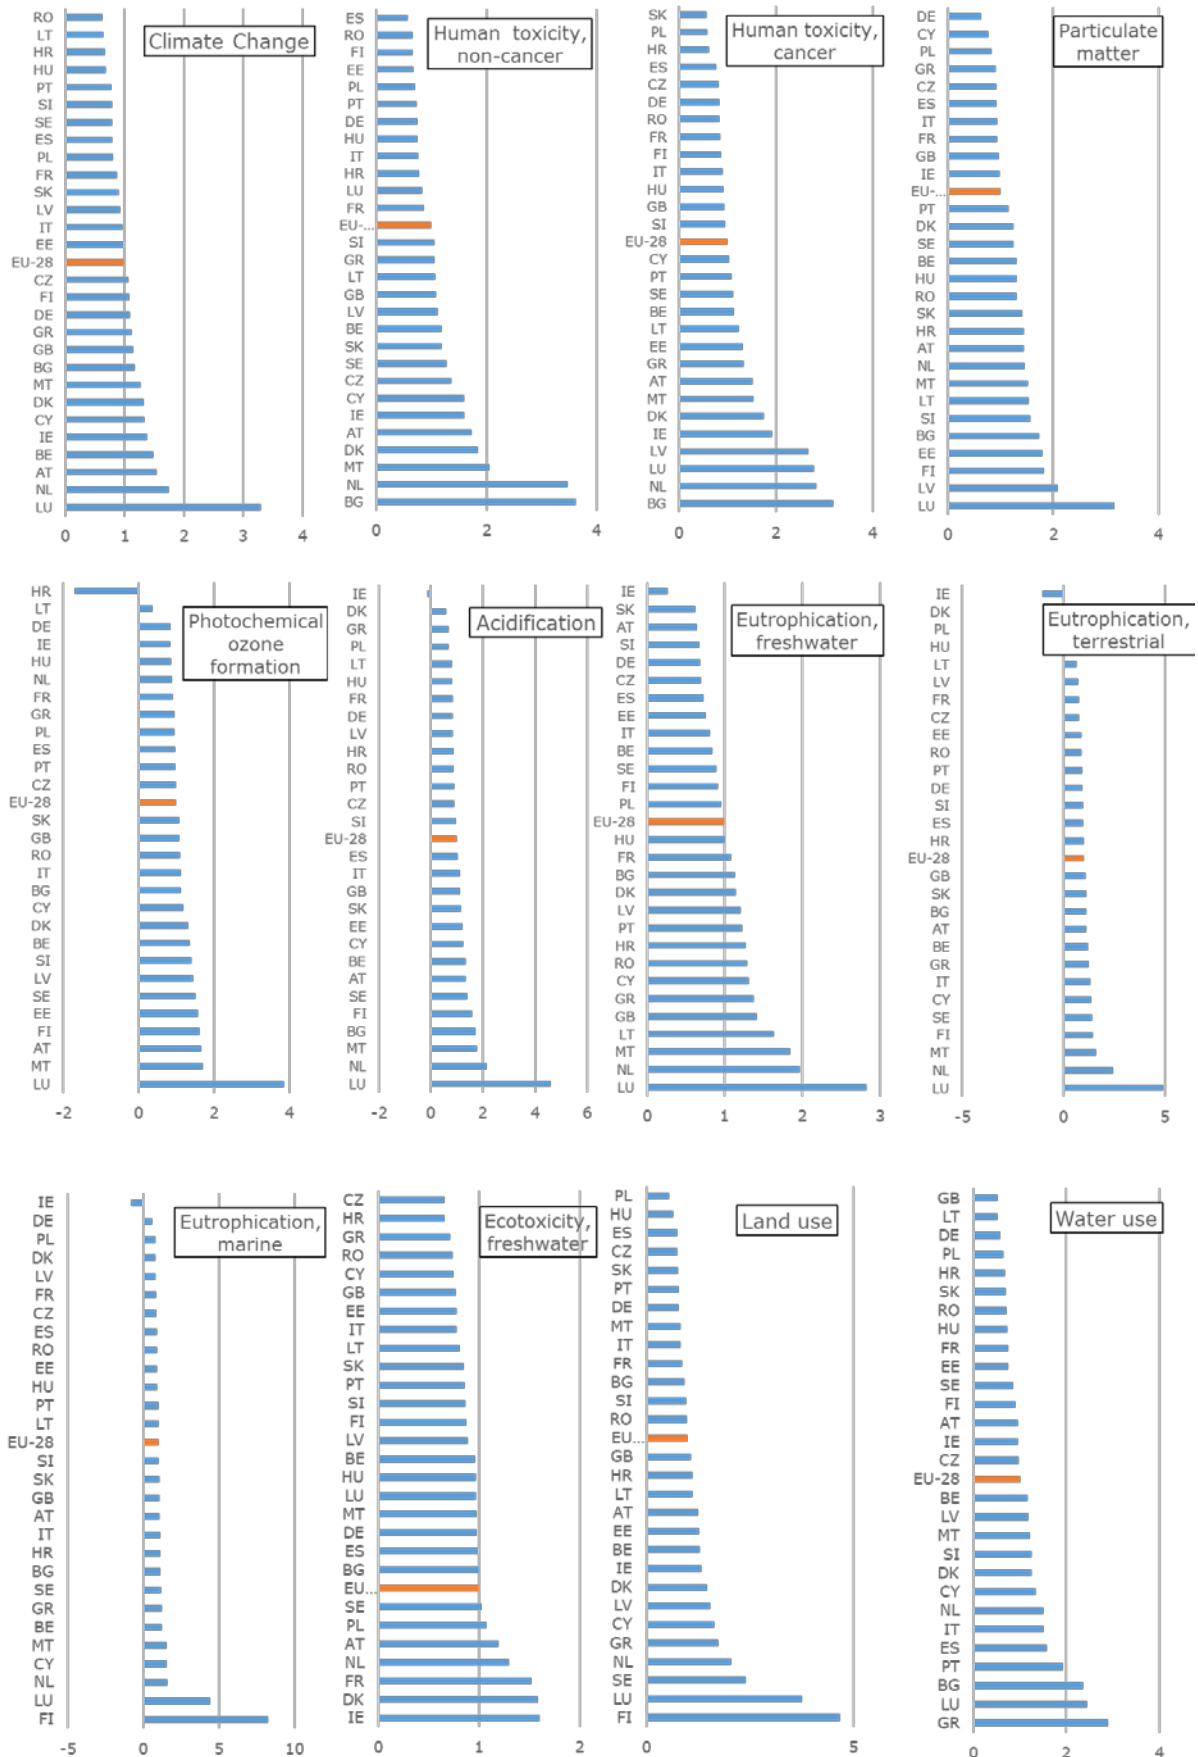 Climate Change
RO
LT
HR
HU
PT
SI
SE
ES
PL
FR
SK
LV
IT
EE
EU-28
CZ
FI
DE
GR
GB
BG
MT
DK
CY
IE
BE
AT
NL
LU
0 1 2 3 4
Human toxicity,
non-cancer
ES
RO
FI
EE
PL
PT
DE
HU
IT
HR
LU
FR
EU-...
SI
GR
LT
GB
LV
BE
SK
SE
CZ
CY
IE
AT
DK
MT
NL
BG
0 2 4
Human toxicity,
cancer
SK
PL
HR
ES
CZ
DE
RO
FR
FI
IT
HU
GB
SI
EU-28
CY
PT
SE
BE
LT
EE
GR
AT
MT
DK
IE
LV
LU
NL
BG
0 2 4
Particulate
matter
DE
CY
PL
GR
CZ
ES
IT
FR
GB
IE
EU-...
PT
DK
SE
BE
HU
RO
SK
HR
AT
NL
MT
LT
SI
BG
EE
FI
LV
LU
0 2 4
Photochemical
ozone
formation
HR
LT
DE
IE
HU
NL
FR
GR
PL
ES
PT
CZ
EU-28
SK
GB
RO
IT
BG
CY
DK
BE
SI
LV
SE
EE
FI
AT
MT
LU
-2 0 2 4
Acidification
IE
DK
GR
PL
LT
HU
FR
DE
LV
HR
RO
PT
CZ
SI
EU-28
ES
IT
GB
SK
EE
CY
BE
AT
SE
FI
BG
MT
NL
LU
-2 0 2 4 6
Eutrophication,
freshwater
IE
SK
AT
SI
DE
CZ
ES
EE
IT
BE
SE
FI
PL
EU-28
HU
FR
BG
DK
LV
PT
HR
RO
CY
GR
GB
LT
MT
NL
LU
0 1 2 3
Eutrophication,
terrestrial
IE
DK
PL
HU
LT
LV
FR
CZ
EE
RO
PT
DE
SI
ES
HR
EU-28
GB
SK
BG
AT
BE
GR
IT
CY
SE
FI
MT
NL
LU
-5 0 5
Eutrophication,
marine
IE
DE
PL
DK
LV
FR
CZ
ES
RO
EE
HU
PT
LT
EU-28
SI
SK
GB
AT
IT
HR
BG
SE
GR
BE
MT
CY
NL
LU
FI
-5 0 5 10
Ecotoxicity,
freshwater
CZ
HR
GR
RO
CY
GB
EE
IT
LT
SK
PT
SI
FI
LV
BE
HU
LU
MT
DE
ES
BG
EU...
SE
PL
AT
NL
FR
DK
IE
0 1 2
Land use
PL
HU
ES
CZ
SK
PT
DE
MT
IT
FR
BG
SI
RO
EU...
GB
HR
LT
AT
EE
BE
IE
DK
LV
CY
GR
NL
SE
LU
FI
0 5
Water use
GB
LT
DE
PL
HR
SK
RO
HU
FR
EE
SE
FI
AT
IE
CZ
EU-28
BE
LV
MT
SI
DK
CY
NL
IT
ES
PT
BG
LU
GR
0 2 4